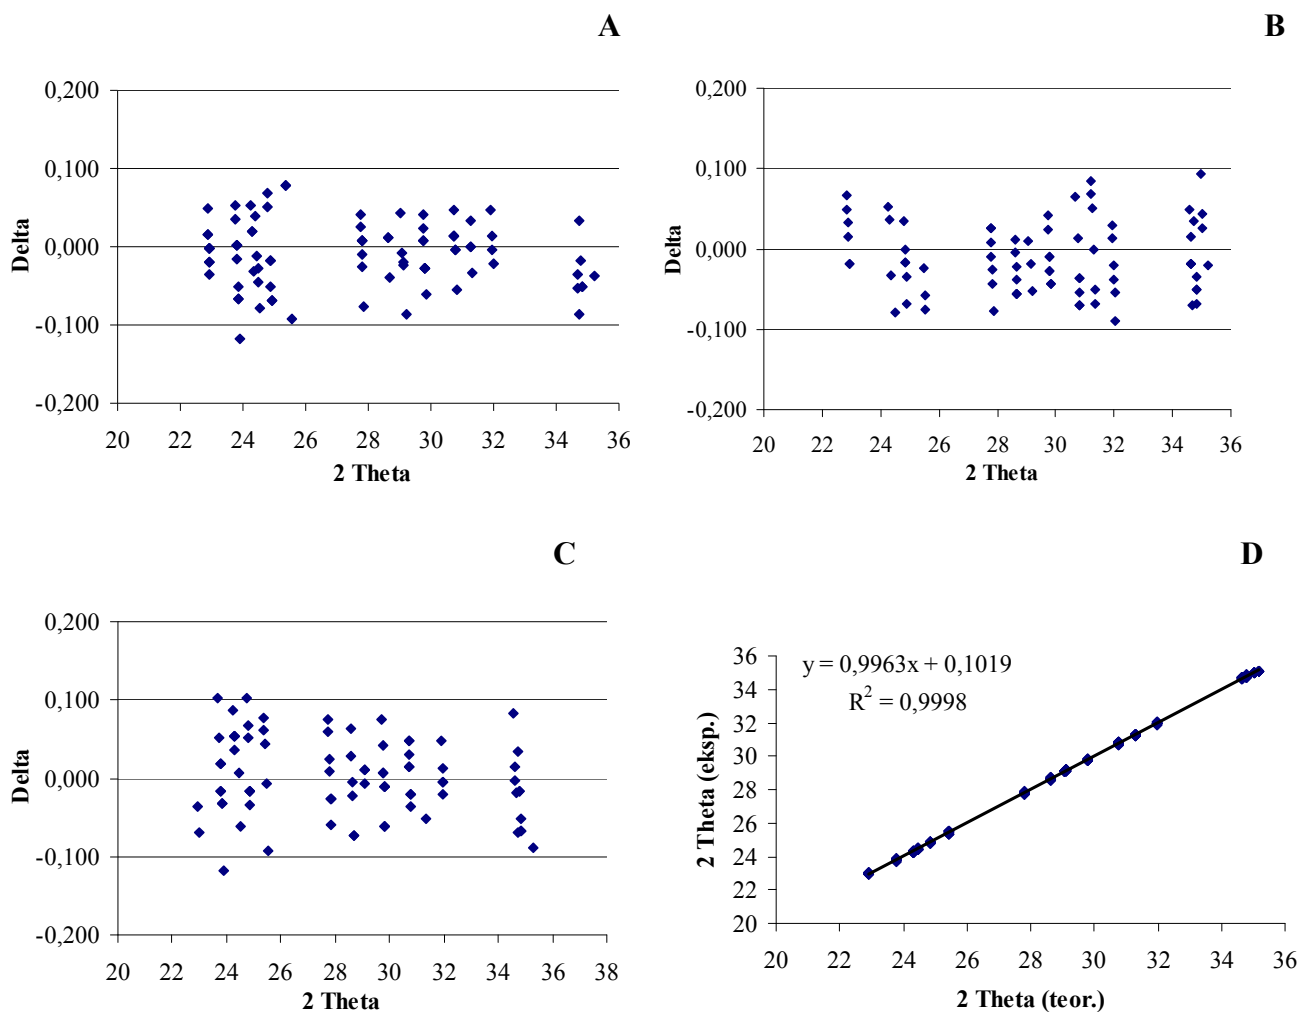 A
0,200
0,100
0,000
-0,100
-0,200
Delta
20 22 24 26 28 30 32 34 36
2 Theta
B
0,200
0,100
0,000
-0,100
-0,200
Delta
20 22 24 26 28 30 32 34 36
2 Theta
C
0,200
0,100
0,000
-0,100
-0,200
Delta
20 22 24 26 28 30 32 34 36 38
2 Theta
D
y = 0,9963x + 0,1019
R² = 0,9998
36
34
32
30
28
26
24
22
20
2 Theta (eksp.)
20 22 24 26 28 30 32 34 36
2 Theta (teor.)